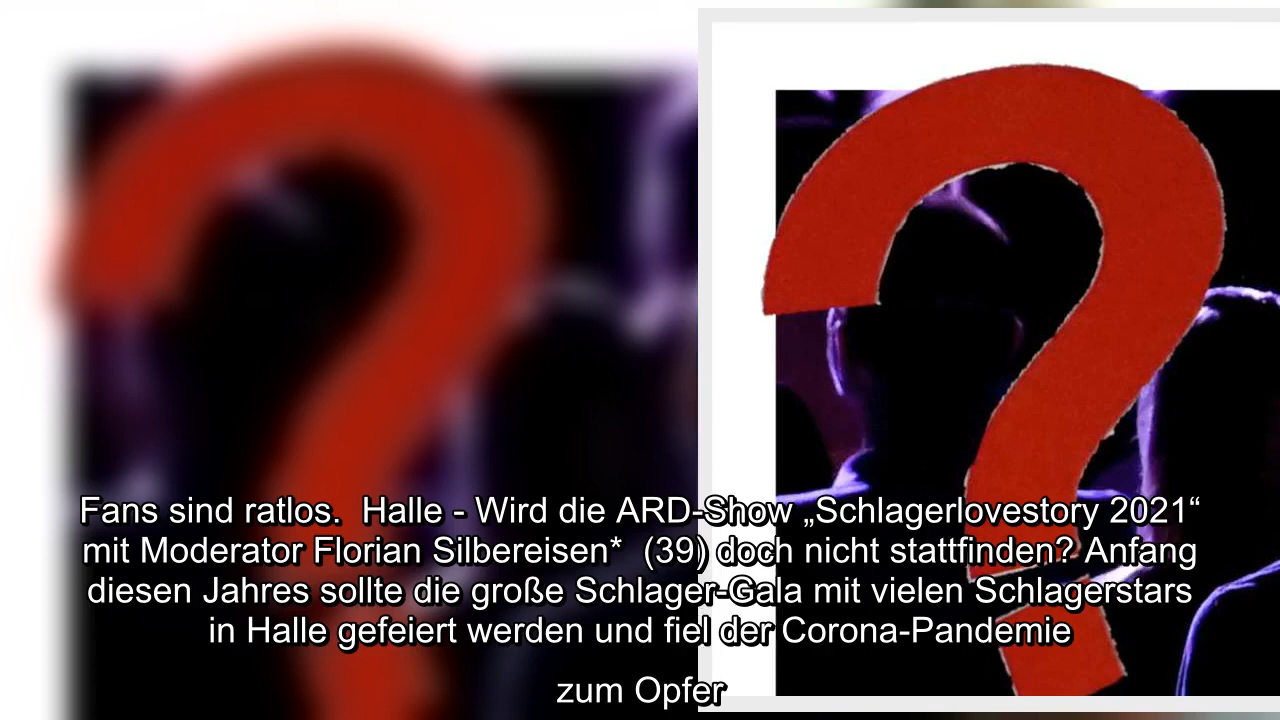 Fans sind ratlos.  Halle - Wird die ARD-Show „Schlagerlovestory 2021“
mit Moderator Florian Silbereisen*  (39) doch nicht stattfinden? Anfang
diesen Jahres sollte die große Schlager-Gala mit vielen Schlagerstars
in Halle gefeiert werden und fiel der Corona-Pandemie
zum Opfer